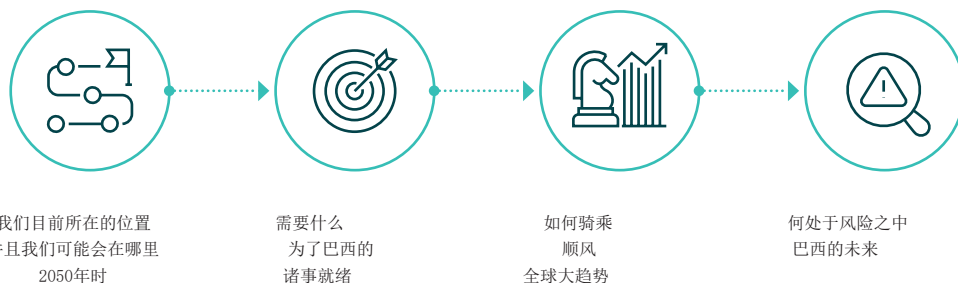 我们目前所在的位置
并且我们可能会在哪里
2050年时
需要什么
为了巴西的
诸事就绪
如何骑乘
顺风
全球大趋势
何处于风险之中
巴西的未来